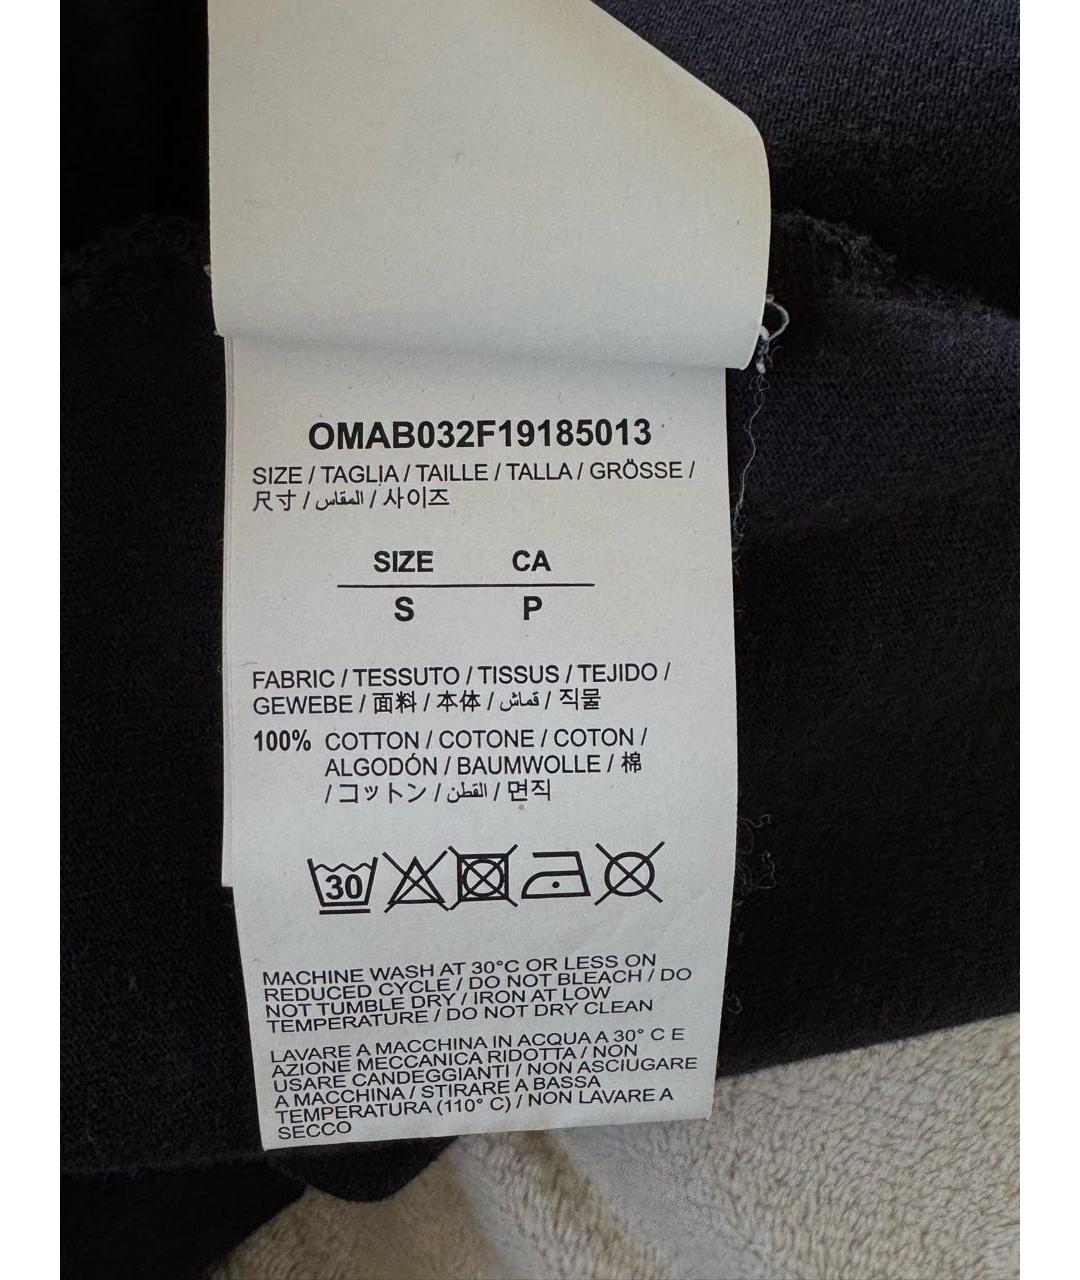 OMAB032F19185013
SIZE / TAGLIA / TAILLE / TALLA / GRÖSSE /
尺寸 / المقاس / 사이즈
SIZE CA
S P
FABRIC / TESSUTO / TISSUS / TEJIDO /
GEWEBE / 面料 / 本体 / قماش / 직물
100% COTTON / COTONE / COTON /
ALGODÓN / BAUMWOLLE / 棉
/ コットン / القطن / 면직
30
MACHINE WASH AT 30°C OR LESS ON
REDUCED CYCLE / DO NOT BLEACH / DO
NOT TUMBLE DRY / IRON AT LOW
TEMPERATURE / DO NOT DRY CLEAN
LAVARE A MACCHINA IN ACQUA A 30° C E
AZIONE MECCANICA RIDOTTA / NON
USARE CANDEGGIANTI / NON ASCIUGARE
A MACCHINA / STIRARE A BASSA
TEMPERATURA (110° C) / NON LAVARE A
SECCO